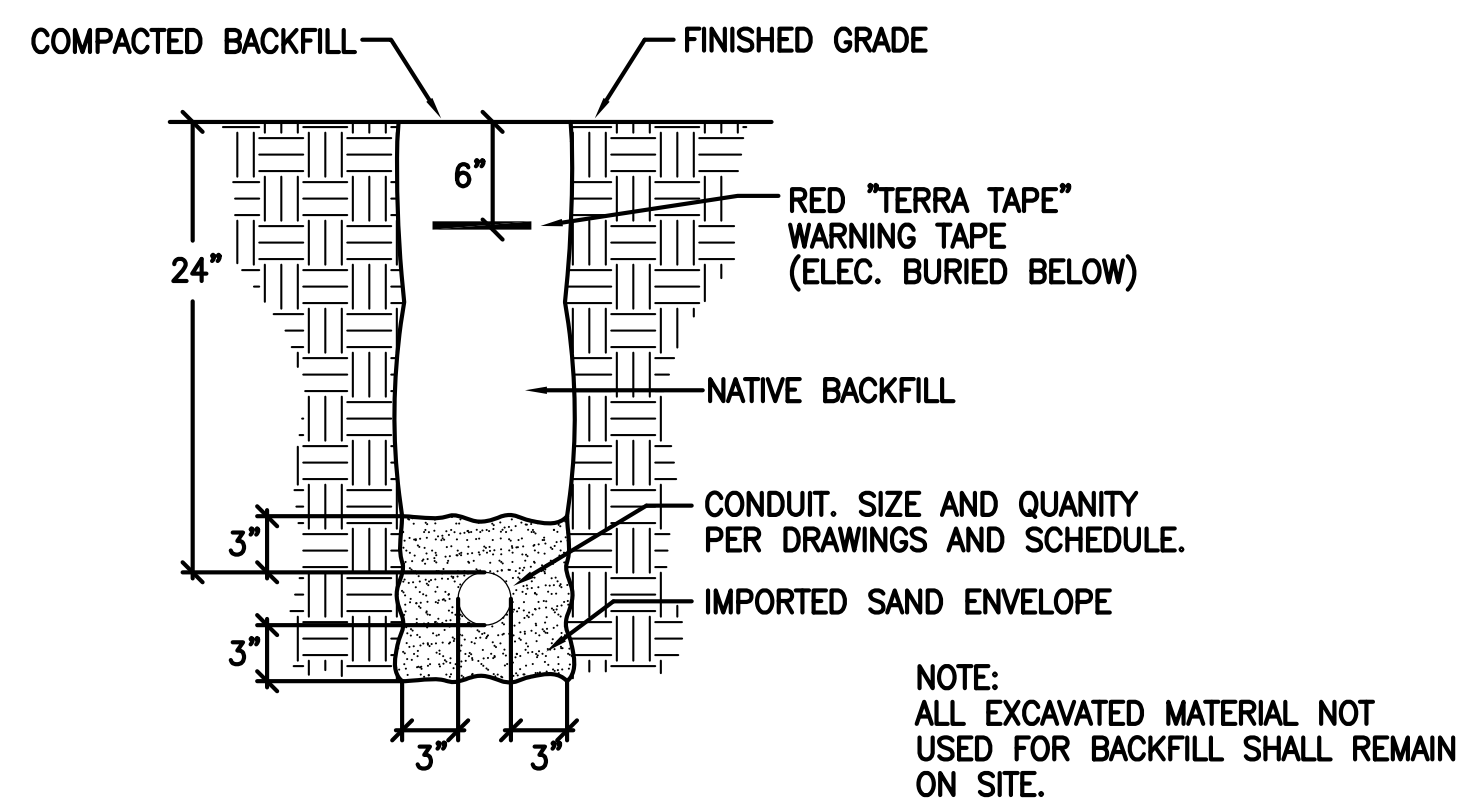 COMPACTED BACKFILL
FINISHED GRADE
6"
RED "TERRA TAPE"
WARNING TAPE
(ELEC. BURIED BELOW)
24"
NATIVE BACKFILL
CONDUIT. SIZE AND QUANITY
PER DRAWINGS AND SCHEDULE.
3"
IMPORTED SAND ENVELOPE
3"
3"
3"
NOTE:
ALL EXCAVATED MATERIAL NOT
USED FOR BACKFILL SHALL REMAIN
ON SITE.